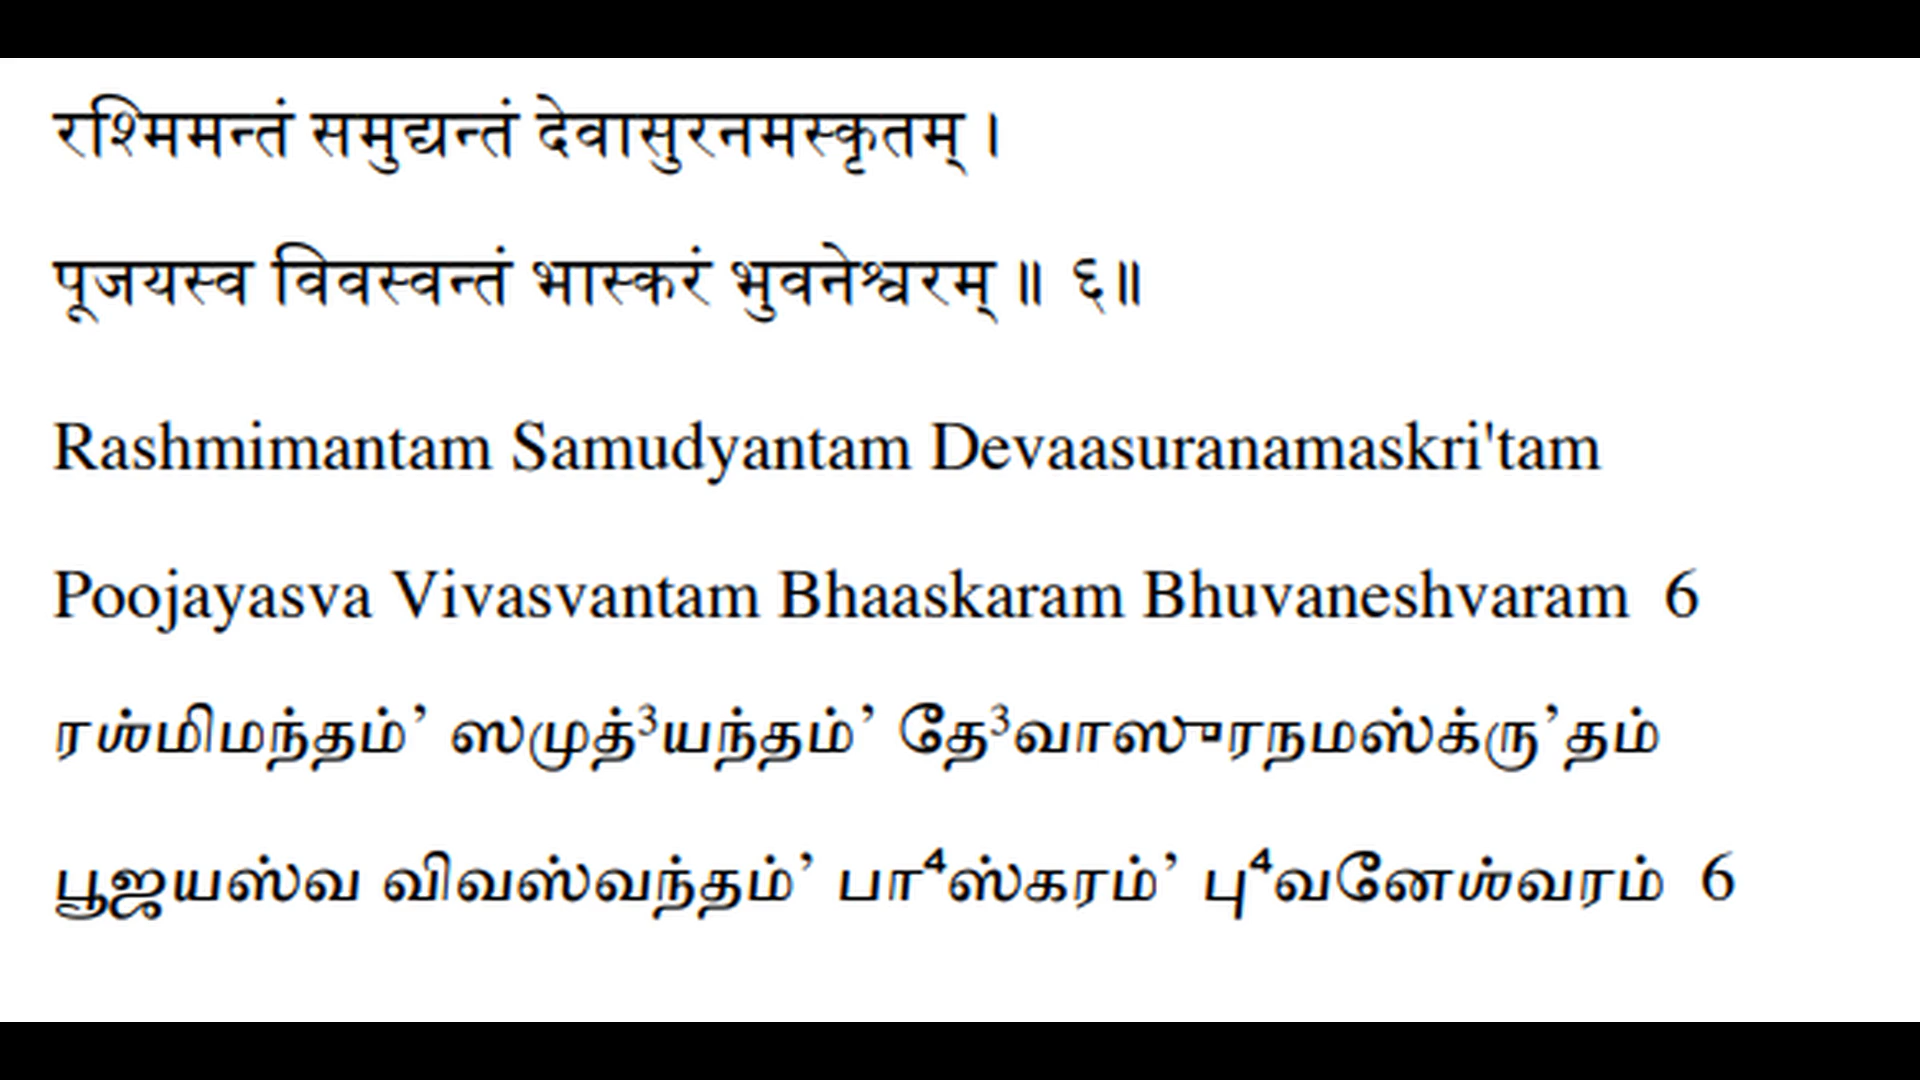 रश्मिमन्तं समुद्यन्तं देवासुरनमस्कृतम् ।
पूजयस्व विवस्वन्तं भास्करं भुवनेश्वरम् ॥ ६॥
Rashmimantam Samudyantam Devaasuranamaskri'tam
Poojayasva Vivasvantam Bhaaskaram Bhuvaneshvaram 6
ரஶ்மிமந்தம்’ ஸமுத்³யந்தம்’ தே³வாஸுரநமஸ்க்ரு’தம்
பூஜயஸ்வ விவஸ்வந்தம்’ பா⁴ஸ்கரம்’ பு⁴வனேஶ்வரம் 6